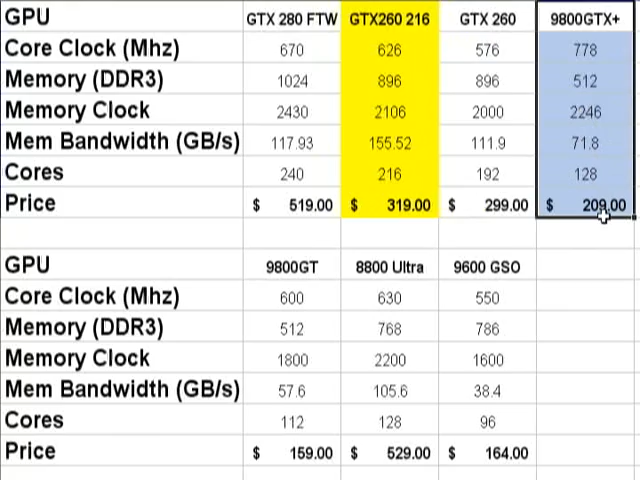 GPU GTX 280 FTW GTX260 216 GTX 260 9800GTX+
Core Clock (Mhz) 670 626 576 778
Memory (DDR3) 1024 896 896 512
Memory Clock 2430 2106 2000 2246
Mem Bandwidth (GB/s) 117.93 155.52 111.9 71.8
Cores 240 216 192 128
Price $ 519.00 $ 319.00 $ 299.00 $ 209.00
GPU 9800GT 8800 Ultra 9600 GSO
Core Clock (Mhz) 600 630 550
Memory (DDR3) 512 768 786
Memory Clock 1800 2200 1600
Mem Bandwidth (GB/s) 57.6 105.6 38.4
Cores 112 128 96
Price $ 159.00 $ 529.00 $ 164.00